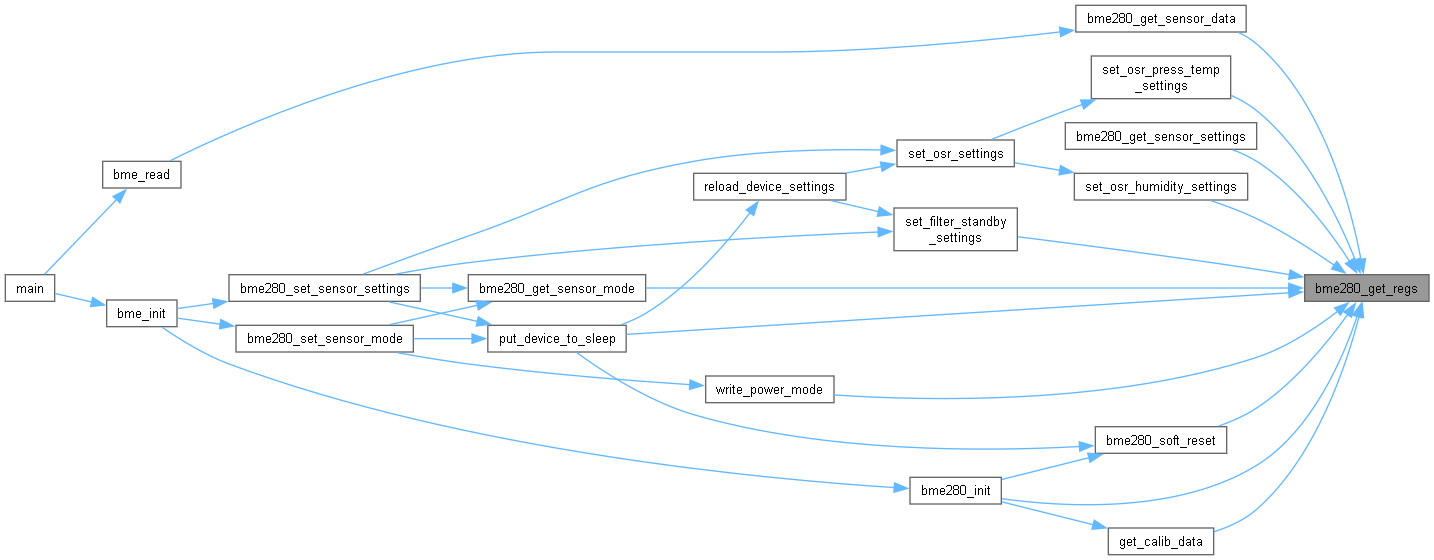 bme280_get_sensor_data
set_osr_press_temp
_settings
bme280_get_sensor_settings
set_osr_settings
bme_read
reload_device_settings
set_osr_humidity_settings
set_filter_standby
_settings
main
bme280_set_sensor_settings
bme280_get_sensor_mode
bme280_get_regs
bme_init
bme280_set_sensor_mode
put_device_to_sleep
write_power_mode
bme280_soft_reset
bme280_init
get_calib_data